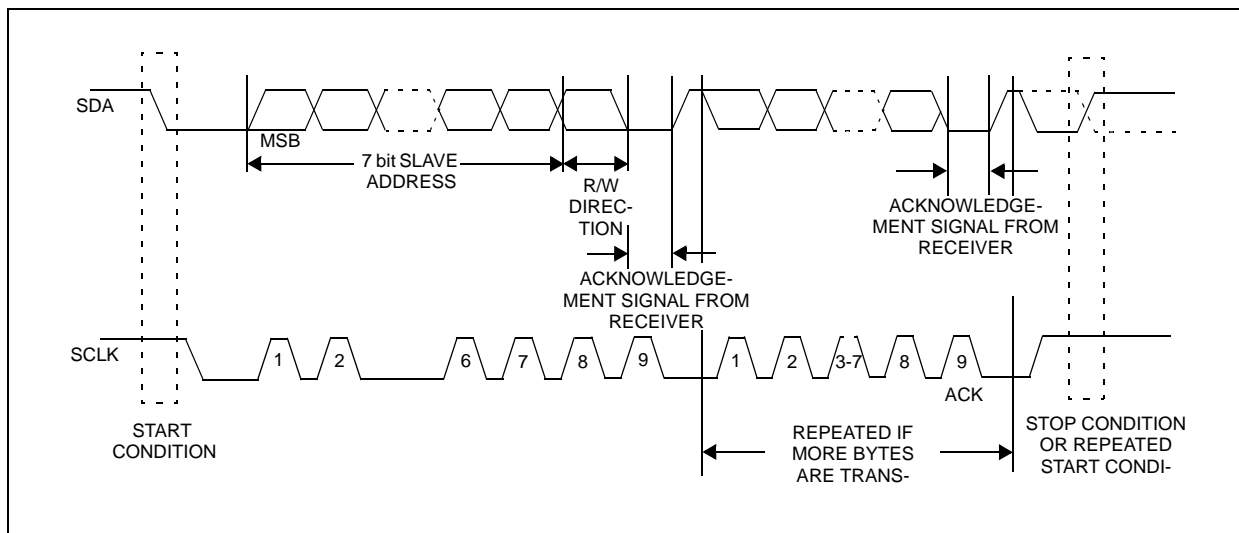 SDA
MSB
7 bit SLAVE
ADDRESS
R/W
DIREC-
TION
ACKNOWLEDGE-
MENT SIGNAL FROM
RECEIVER
ACKNOWLEDGE-
MENT SIGNAL FROM
RECEIVER
SCLK
1
2
6
7
8
9
1
2
3-7
8
9
ACK
START
CONDITION
REPEATED IF
MORE BYTES
ARE TRANS-
STOP CONDITION
OR REPEATED
START CONDI-